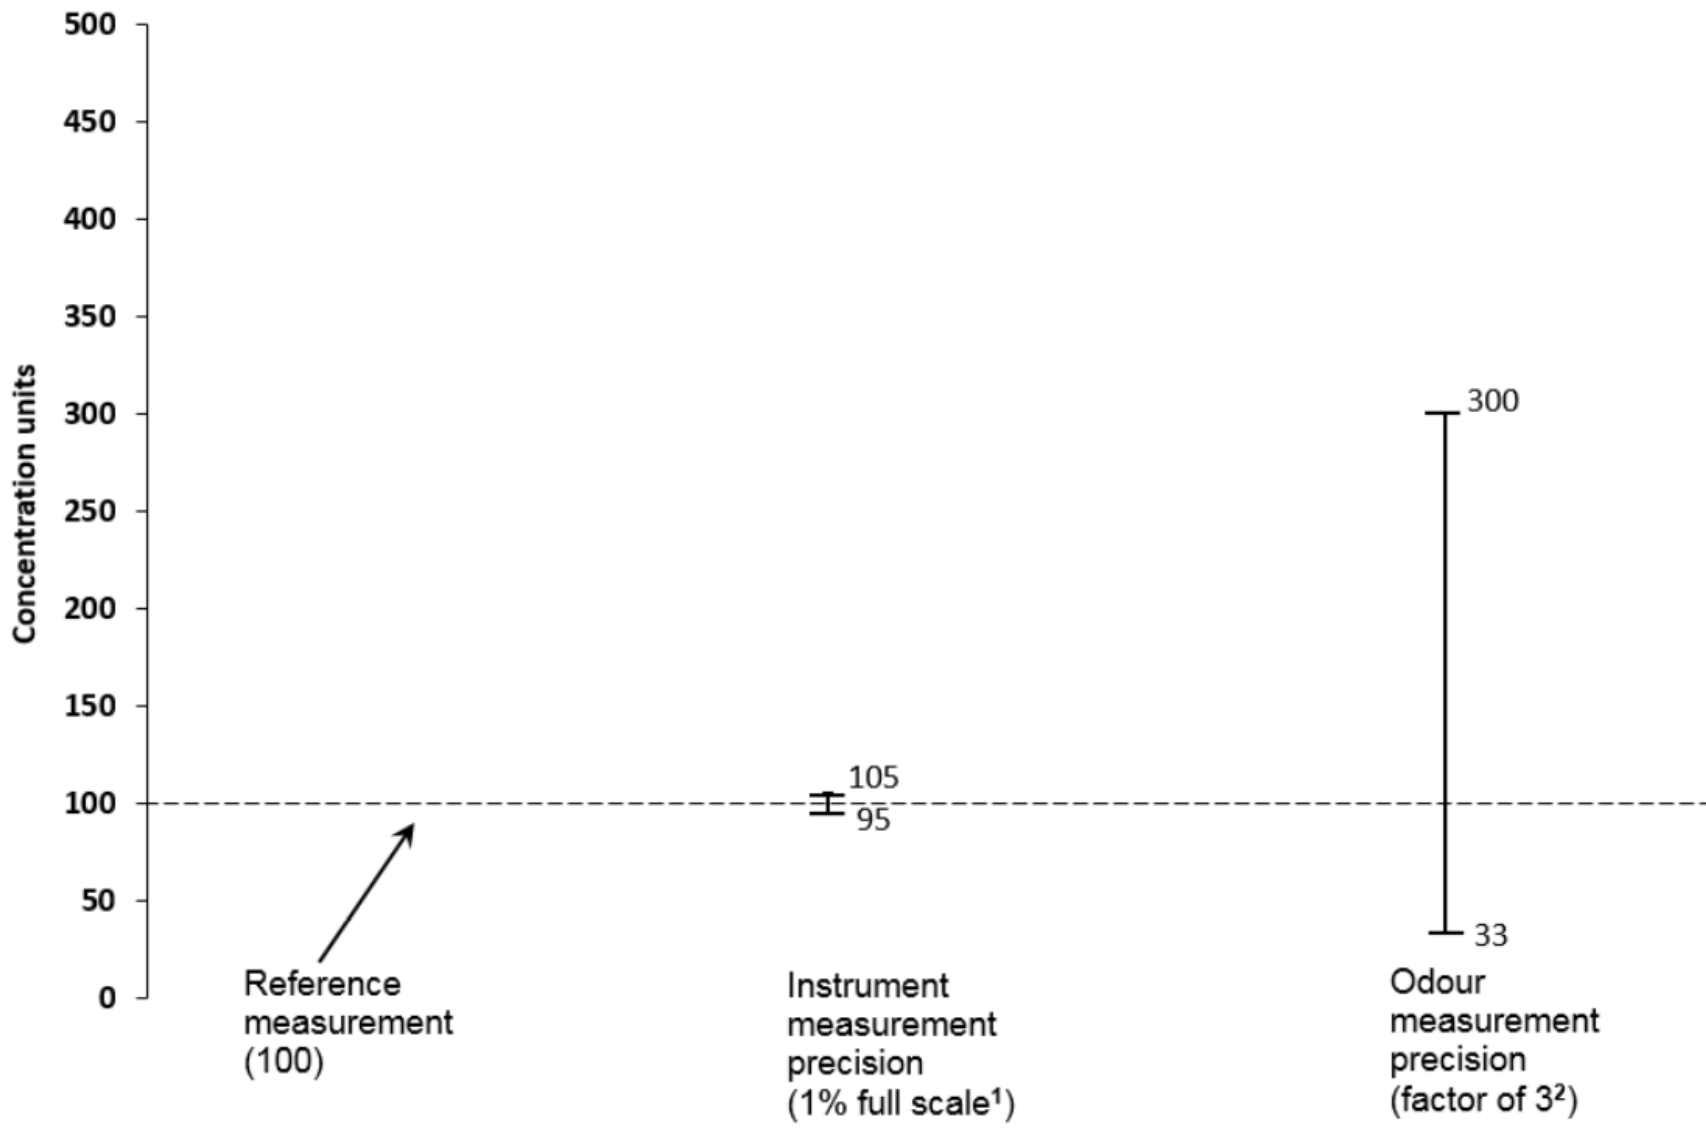 Concentration units
500
450
400
350
300
250
200
150
100
50
0
Reference
measurement
(100)
105
95
Instrument
measurement
precision
(1% full scale¹)
300
33
Odour
measurement
precision
(factor of 3²)